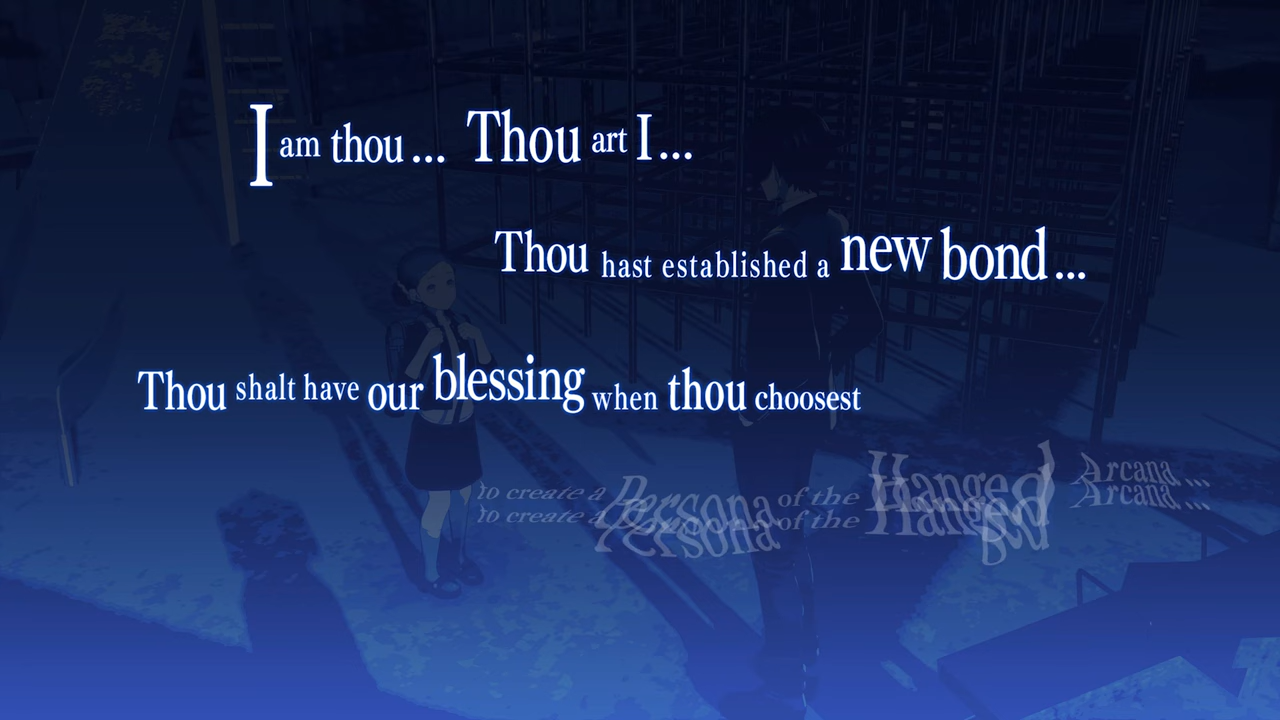 I am thou... Thou art I...
Thou hast established a new bond...
Thou shalt have our blessing when thou choosest
to create a Persona of the Hanged Arcana...